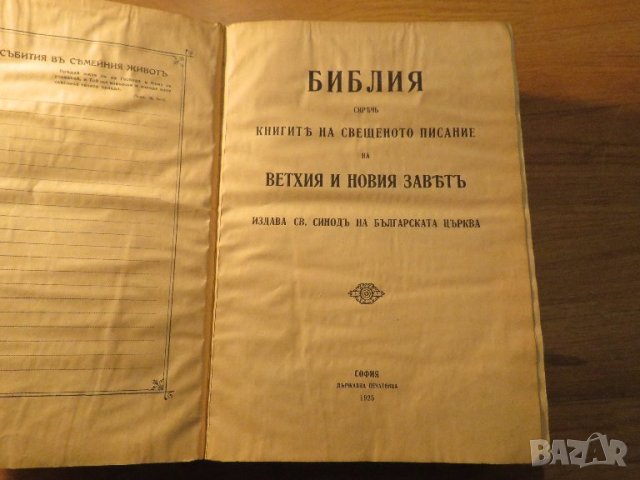 СЪБИТИЯ ВЪ СЕМЕЙНИЯ ЖИВОТЪ
БИБЛИЯ
СИРѢЧЬ
КНИГИТѢ НА СВЕЩЕНОТО ПИСАНИЕ
НА
ВЕТХИЯ И НОВИЯ ЗАВѢТЪ
ИЗДАВА СВ. СИНОДЪ НА БЪЛГАРСКАТА ЦЪРКВА
СОФИЯ
ДЪРЖАВНА ПЕЧАТНИЦА
1925
BAZAR
bg